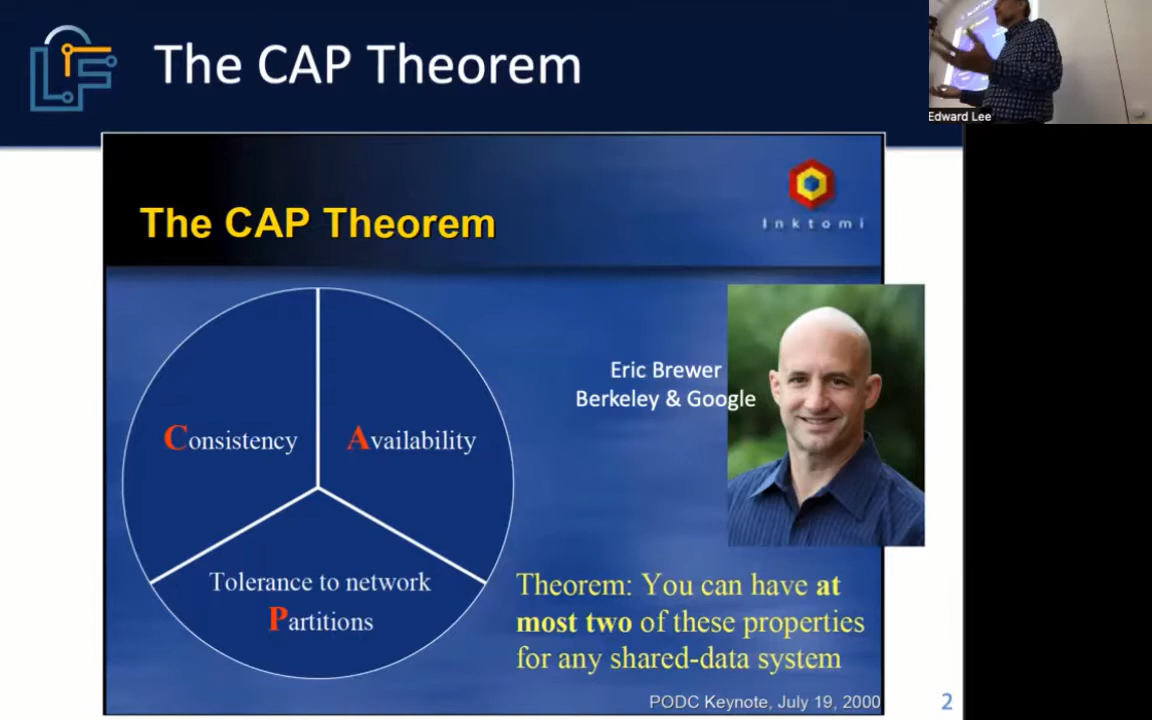 The CAP Theorem
Edward Lee
The CAP Theorem
Inktomi
Eric Brewer
Berkeley & Google
Consistency
Availability
Tolerance to network
Partitions
Theorem: You can have at
most two of these properties
for any shared-data system
PODC Keynote, July 19, 2000
2